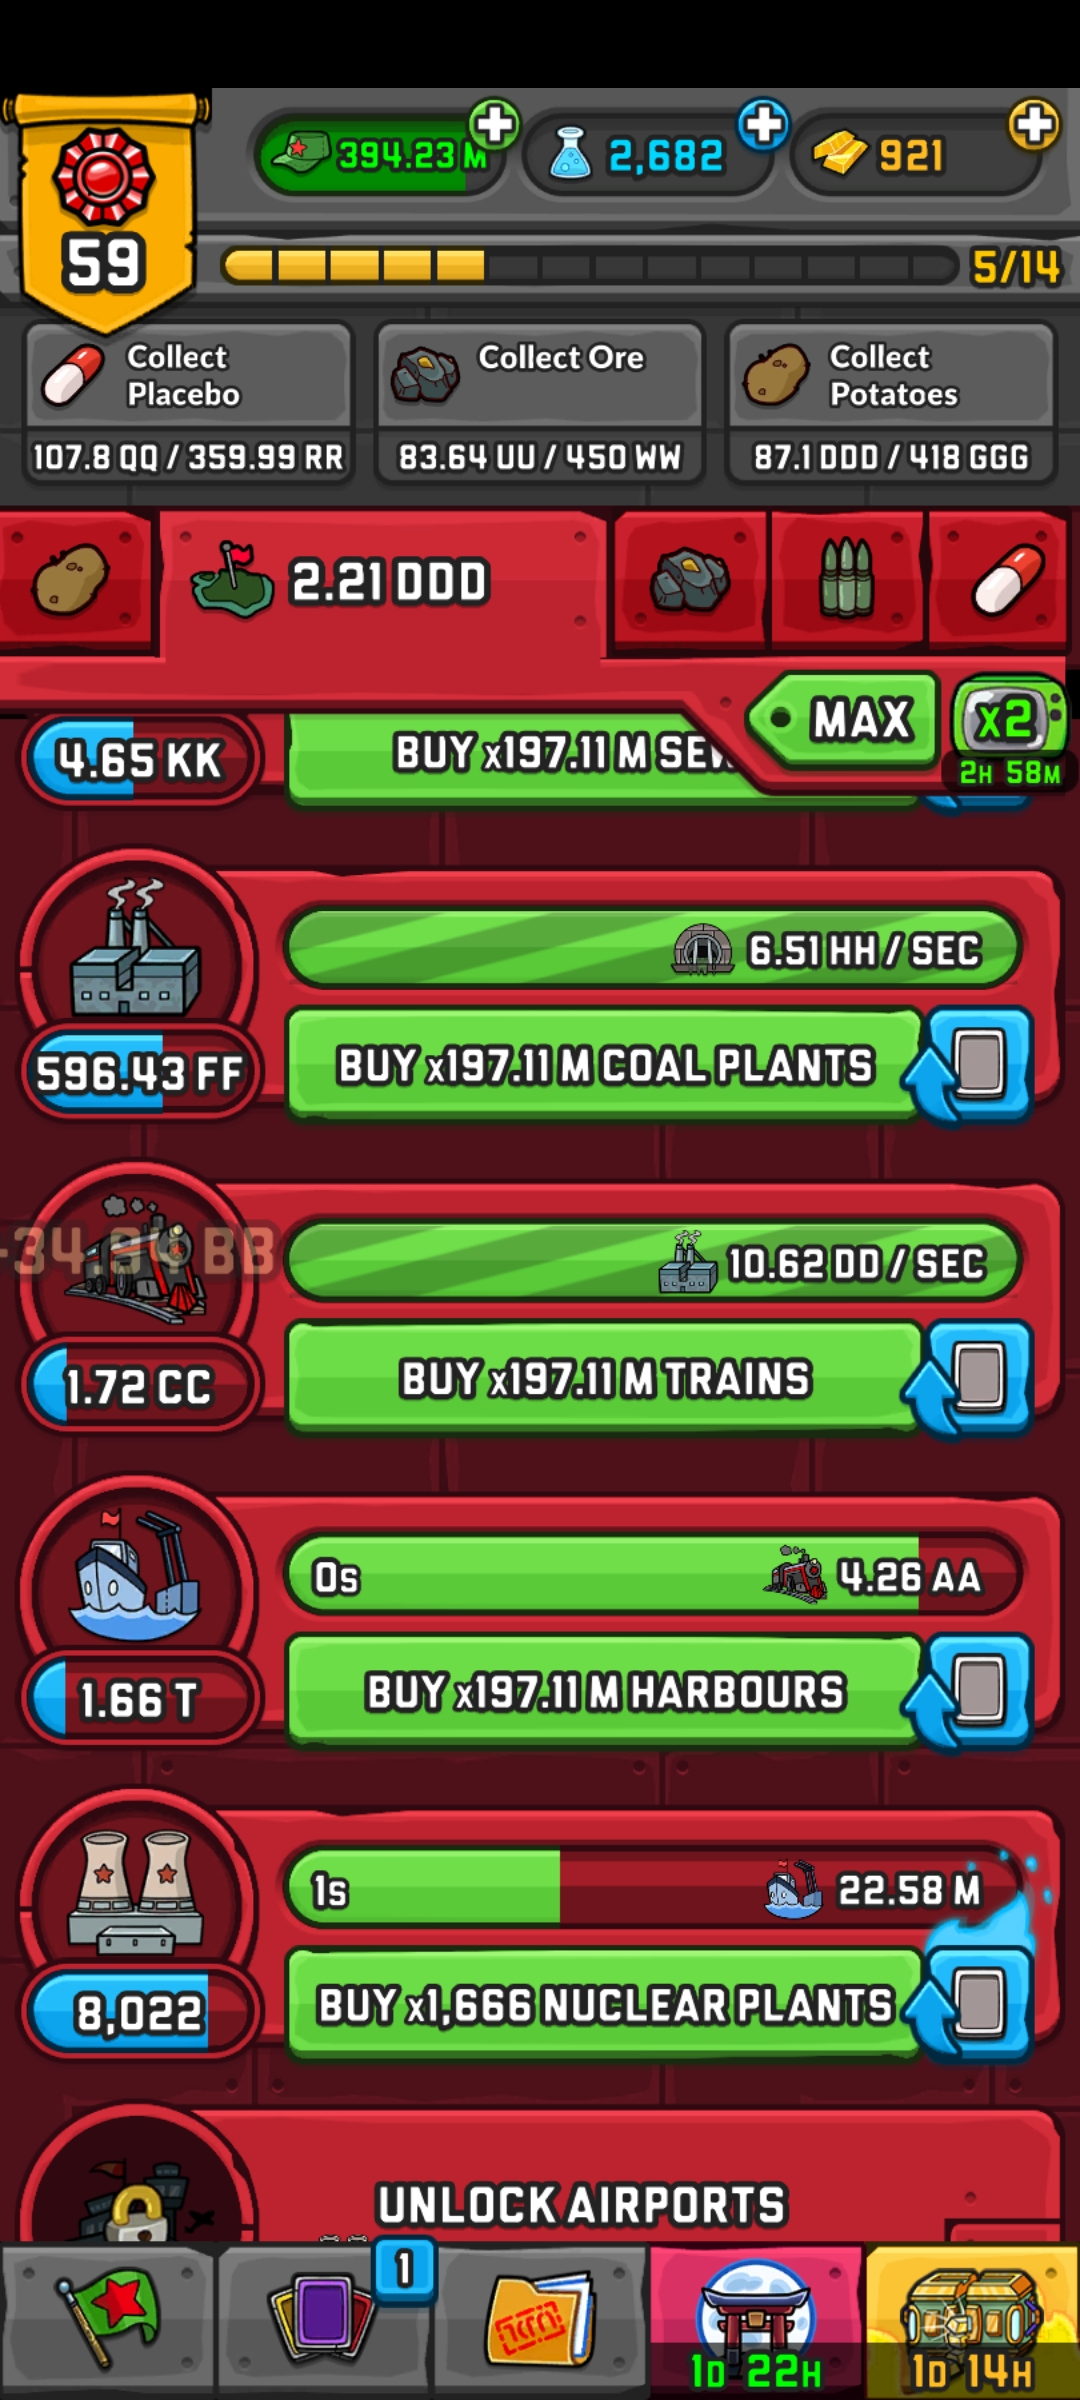 394.23 M
2,682
921
59
5/14
Collect
Placebo
107.8 QQ / 359.99 RR
Collect Ore
83.64 UU / 450 WW
Collect
Potatoes
87.1 DDD / 418 GGG
2.21 DDD
MAX
x2
2H 58M
4.65 KK
BUY x197.11 M
6.51 HH / SEC
596.43 FF
BUY x197.11 M COAL PLANTS
BB
10.62 DD / SEC
1.72 CC
BUY x197.11 M TRAINS
0s
4.26 AA
1.66 T
BUY x197.11 M HARBOURS
1s
22.58 M
8,022
BUY x1,666 NUCLEAR PLANTS
UNLOCK AIRPORTS
1
1D 22H
1D 14H